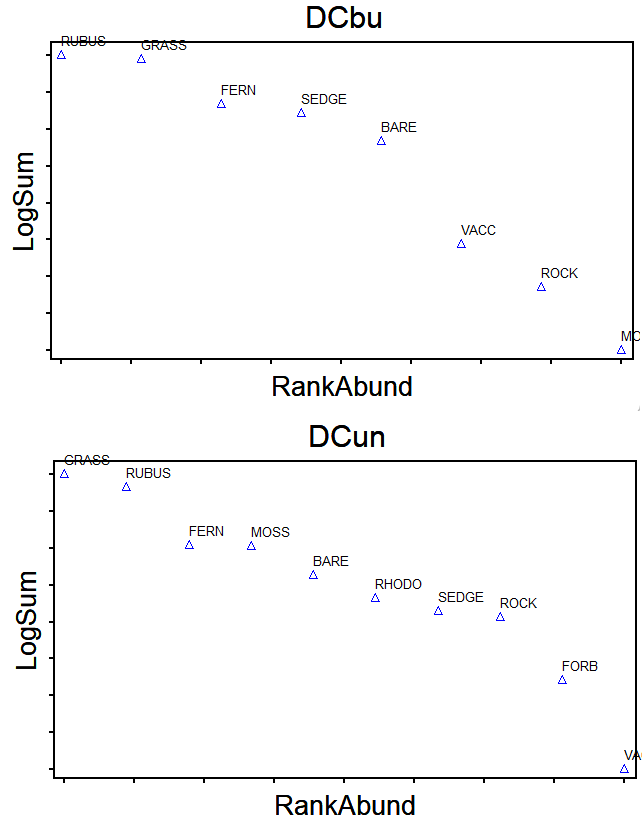 DCbu
RUBUS
GRASS
FERN
SEDGE
BARE
VACC
ROCK
LogSum
RankAbund
DCun
GRASS
RUBUS
FERN
MOSS
BARE
RHODO
SEDGE
ROCK
FORB
LogSum
RankAbund